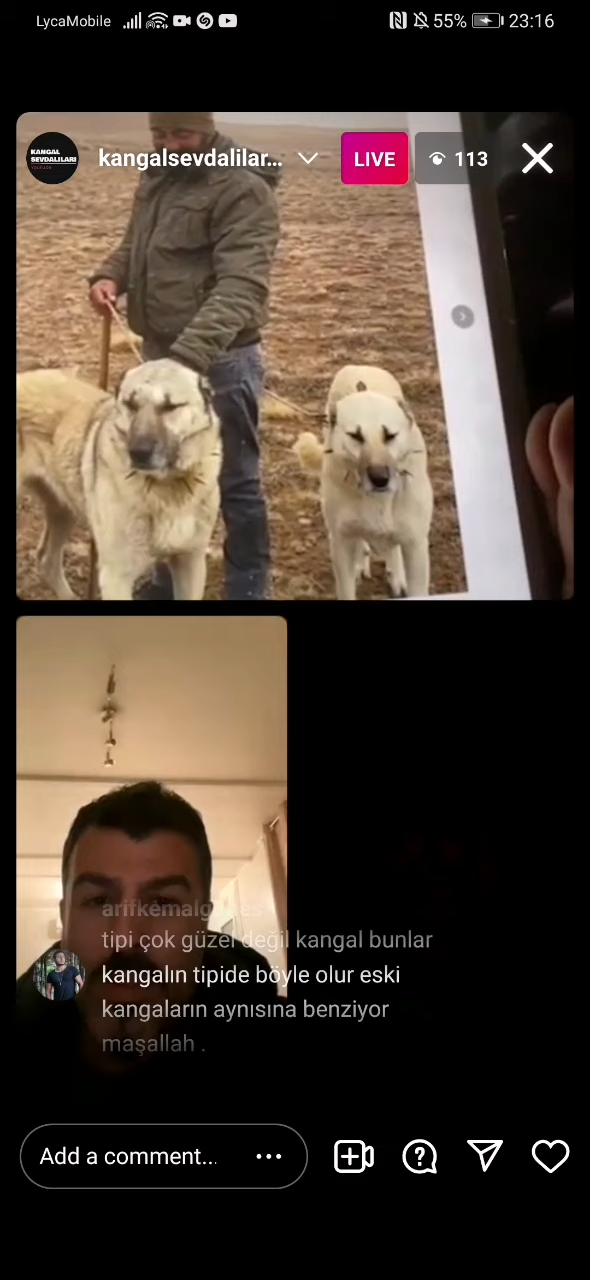 LycaMobile
55%
23:16
KANGAL
SEVDALILARI
YOUTUBE
kangalsevdalilar...
LIVE
113
tipi çok güzel değil kangal bunlar
kangalın tipide böyle olur eski
kangaların aynısına benziyor
maşallah .
Add a comment...